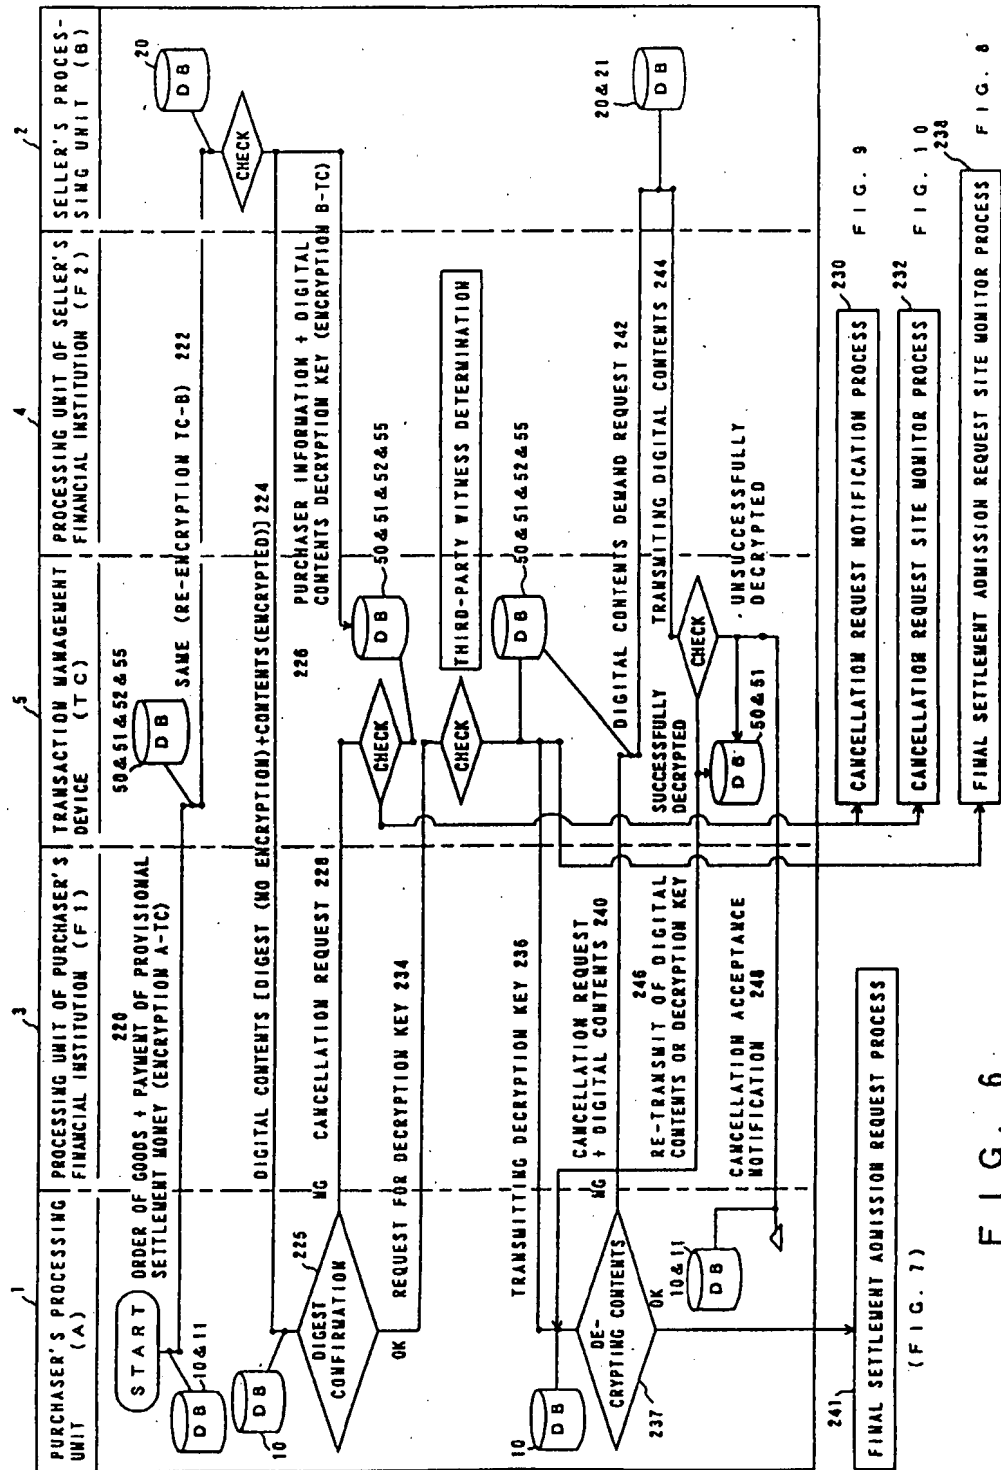 1
PURCHASER'S PROCESSING
UNIT (A)
3
PROCESSING UNIT OF PURCHASER'S
FINANCIAL INSTITUTION (F1)
5
TRANSACTION MANAGEMENT
DEVICE (TC)
4
PROCESSING UNIT OF SELLER'S
FINANCIAL INSTITUTION (F2)
2
SELLER'S PROCES-
SING UNIT (B)
START
220
ORDER OF GOODS + PAYMENT OF PROVISIONAL
SETTLEMENT MONEY (ENCRYPTION A-TC)
DB
10&11
50&51&52&55
DB
SAME (RE-ENCRYPTION TC-B) 222
20
DB
CHECK
DB
10
DIGITAL CONTENTS [DIGEST (NO ENCRYPTION)+CONTENTS(ENCRYPTED)] 224
225
DIGEST
CONFIRMATION
NG
CANCELLATION REQUEST 228
226
PURCHASER INFORMATION + DIGITAL
CONTENTS DECRYPTION KEY (ENCRYPTION B-TC)
CHECK
DB
50&51&52&55
OK
REQUEST FOR DECRYPTION KEY 234
THIRD-PARTY WITNESS DETERMINATION
CHECK
DB
50&51&52&55
TRANSMITTING DECRYPTION KEY 236
DB
10
DE-
CRYPTING CONTENTS
237
NG
CANCELLATION REQUEST
+ DIGITAL CONTENTS 240
DIGITAL CONTENTS DEMAND REQUEST 242
20&21
DB
TRANSMITTING DIGITAL CONTENTS 244
CHECK
SUCCESSFULLY
DECRYPTED
UNSUCCESSFULLY
DECRYPTED
DB
50&51
246
RE-TRANSMIT OF DIGITAL
CONTENTS OR DECRYPTION KEY
OK
10&11
DB
CANCELLATION ACCEPTANCE
NOTIFICATION 248
241
FINAL SETTLEMENT ADMISSION REQUEST PROCESS
(FIG. 7)
230
CANCELLATION REQUEST NOTIFICATION PROCESS
FIG. 9
232
CANCELLATION REQUEST SITE MONITOR PROCESS
FIG. 10
238
FINAL SETTLEMENT ADMISSION REQUEST SITE MONITOR PROCESS
FIG. 8
FIG. 6